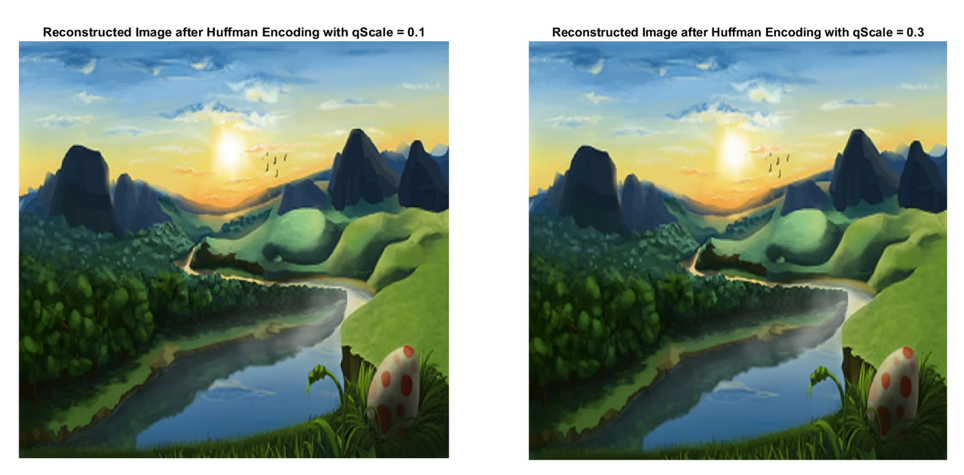 Reconstructed Image after Huffman Encoding with qScale = 0.1
Reconstructed Image after Huffman Encoding with qScale = 0.3